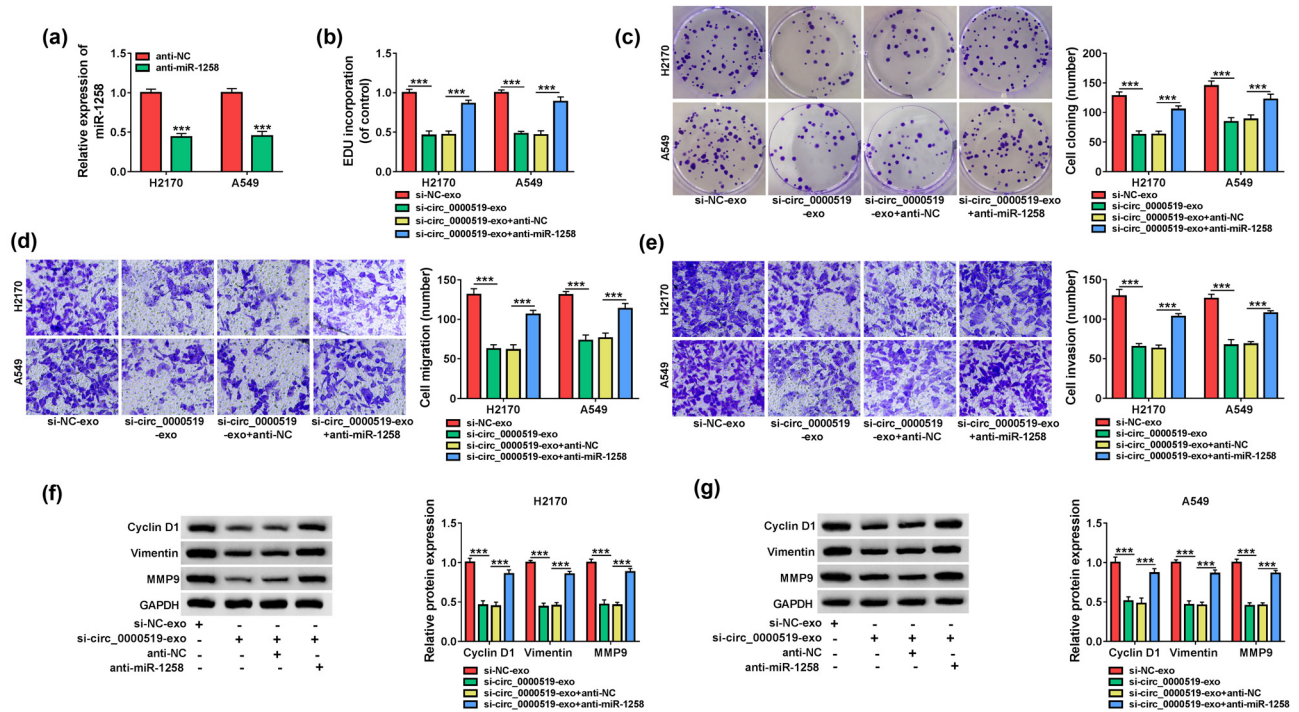 (a)
Relative expression of
miR-1258
1.5
1.0
0.5
0.0
anti-NC
anti-miR-1258
***
***
H2170
A549
(b)
EDU incorporation
(of control)
1.5
1.0
0.5
0.0
***
***
***
***
H2170
A549
si-NC-exo
si-circ_0000519-exo
si-circ_0000519-exo+anti-NC
si-circ_0000519-exo+anti-miR-1258
(c)
H2170
A549
si-NC-exo
si-circ_0000519
-exo
si-circ_0000519
-exo+anti-NC
si-circ_0000519-exo
+anti-miR-1258
Cell cloning (number)
200
150
100
50
0
***
***
***
***
H2170
A549
si-NC-exo
si-circ_0000519-exo
si-circ_0000519-exo+anti-NC
si-circ_0000519-exo+anti-miR-1258
(d)
H2170
A549
si-NC-exo
si-circ_0000519
-exo
si-circ_0000519
-exo+anti-NC
si-circ_0000519-exo
+anti-miR-1258
Cell migration (number)
150
100
50
0
***
***
***
***
H2170
A549
si-NC-exo
si-circ_0000519-exo
si-circ_0000519-exo+anti-NC
si-circ_0000519-exo+anti-miR-1258
(e)
H2170
A549
si-NC-exo
si-circ_0000519
-exo
si-circ_0000519
-exo+anti-NC
si-circ_0000519-exo
+anti-miR-1258
Cell invasion (number)
150
100
50
0
***
***
***
***
H2170
A549
si-NC-exo
si-circ_0000519-exo
si-circ_0000519-exo+anti-NC
si-circ_0000519-exo+anti-miR-1258
(f)
Cyclin D1
Vimentin
MMP9
GAPDH
si-NC-exo + - - -
si-circ_0000519-exo - + + +
anti-NC - - + -
anti-miR-1258 - - - +
H2170
Relative protein expression
1.5
1.0
0.5
0.0
***
***
***
***
***
***
Cyclin D1
Vimentin
MMP9
si-NC-exo
si-circ_0000519-exo
si-circ_0000519-exo+anti-NC
si-circ_0000519-exo+anti-miR-1258
(g)
Cyclin D1
Vimentin
MMP9
GAPDH
si-NC-exo + - - -
si-circ_0000519-exo - + + +
anti-NC - - + -
anti-miR-1258 - - - +
A549
Relative protein expression
1.5
1.0
0.5
0.0
***
***
***
***
***
***
Cyclin D1
Vimentin
MMP9
si-NC-exo
si-circ_0000519-exo
si-circ_0000519-exo+anti-NC
si-circ_0000519-exo+anti-miR-1258